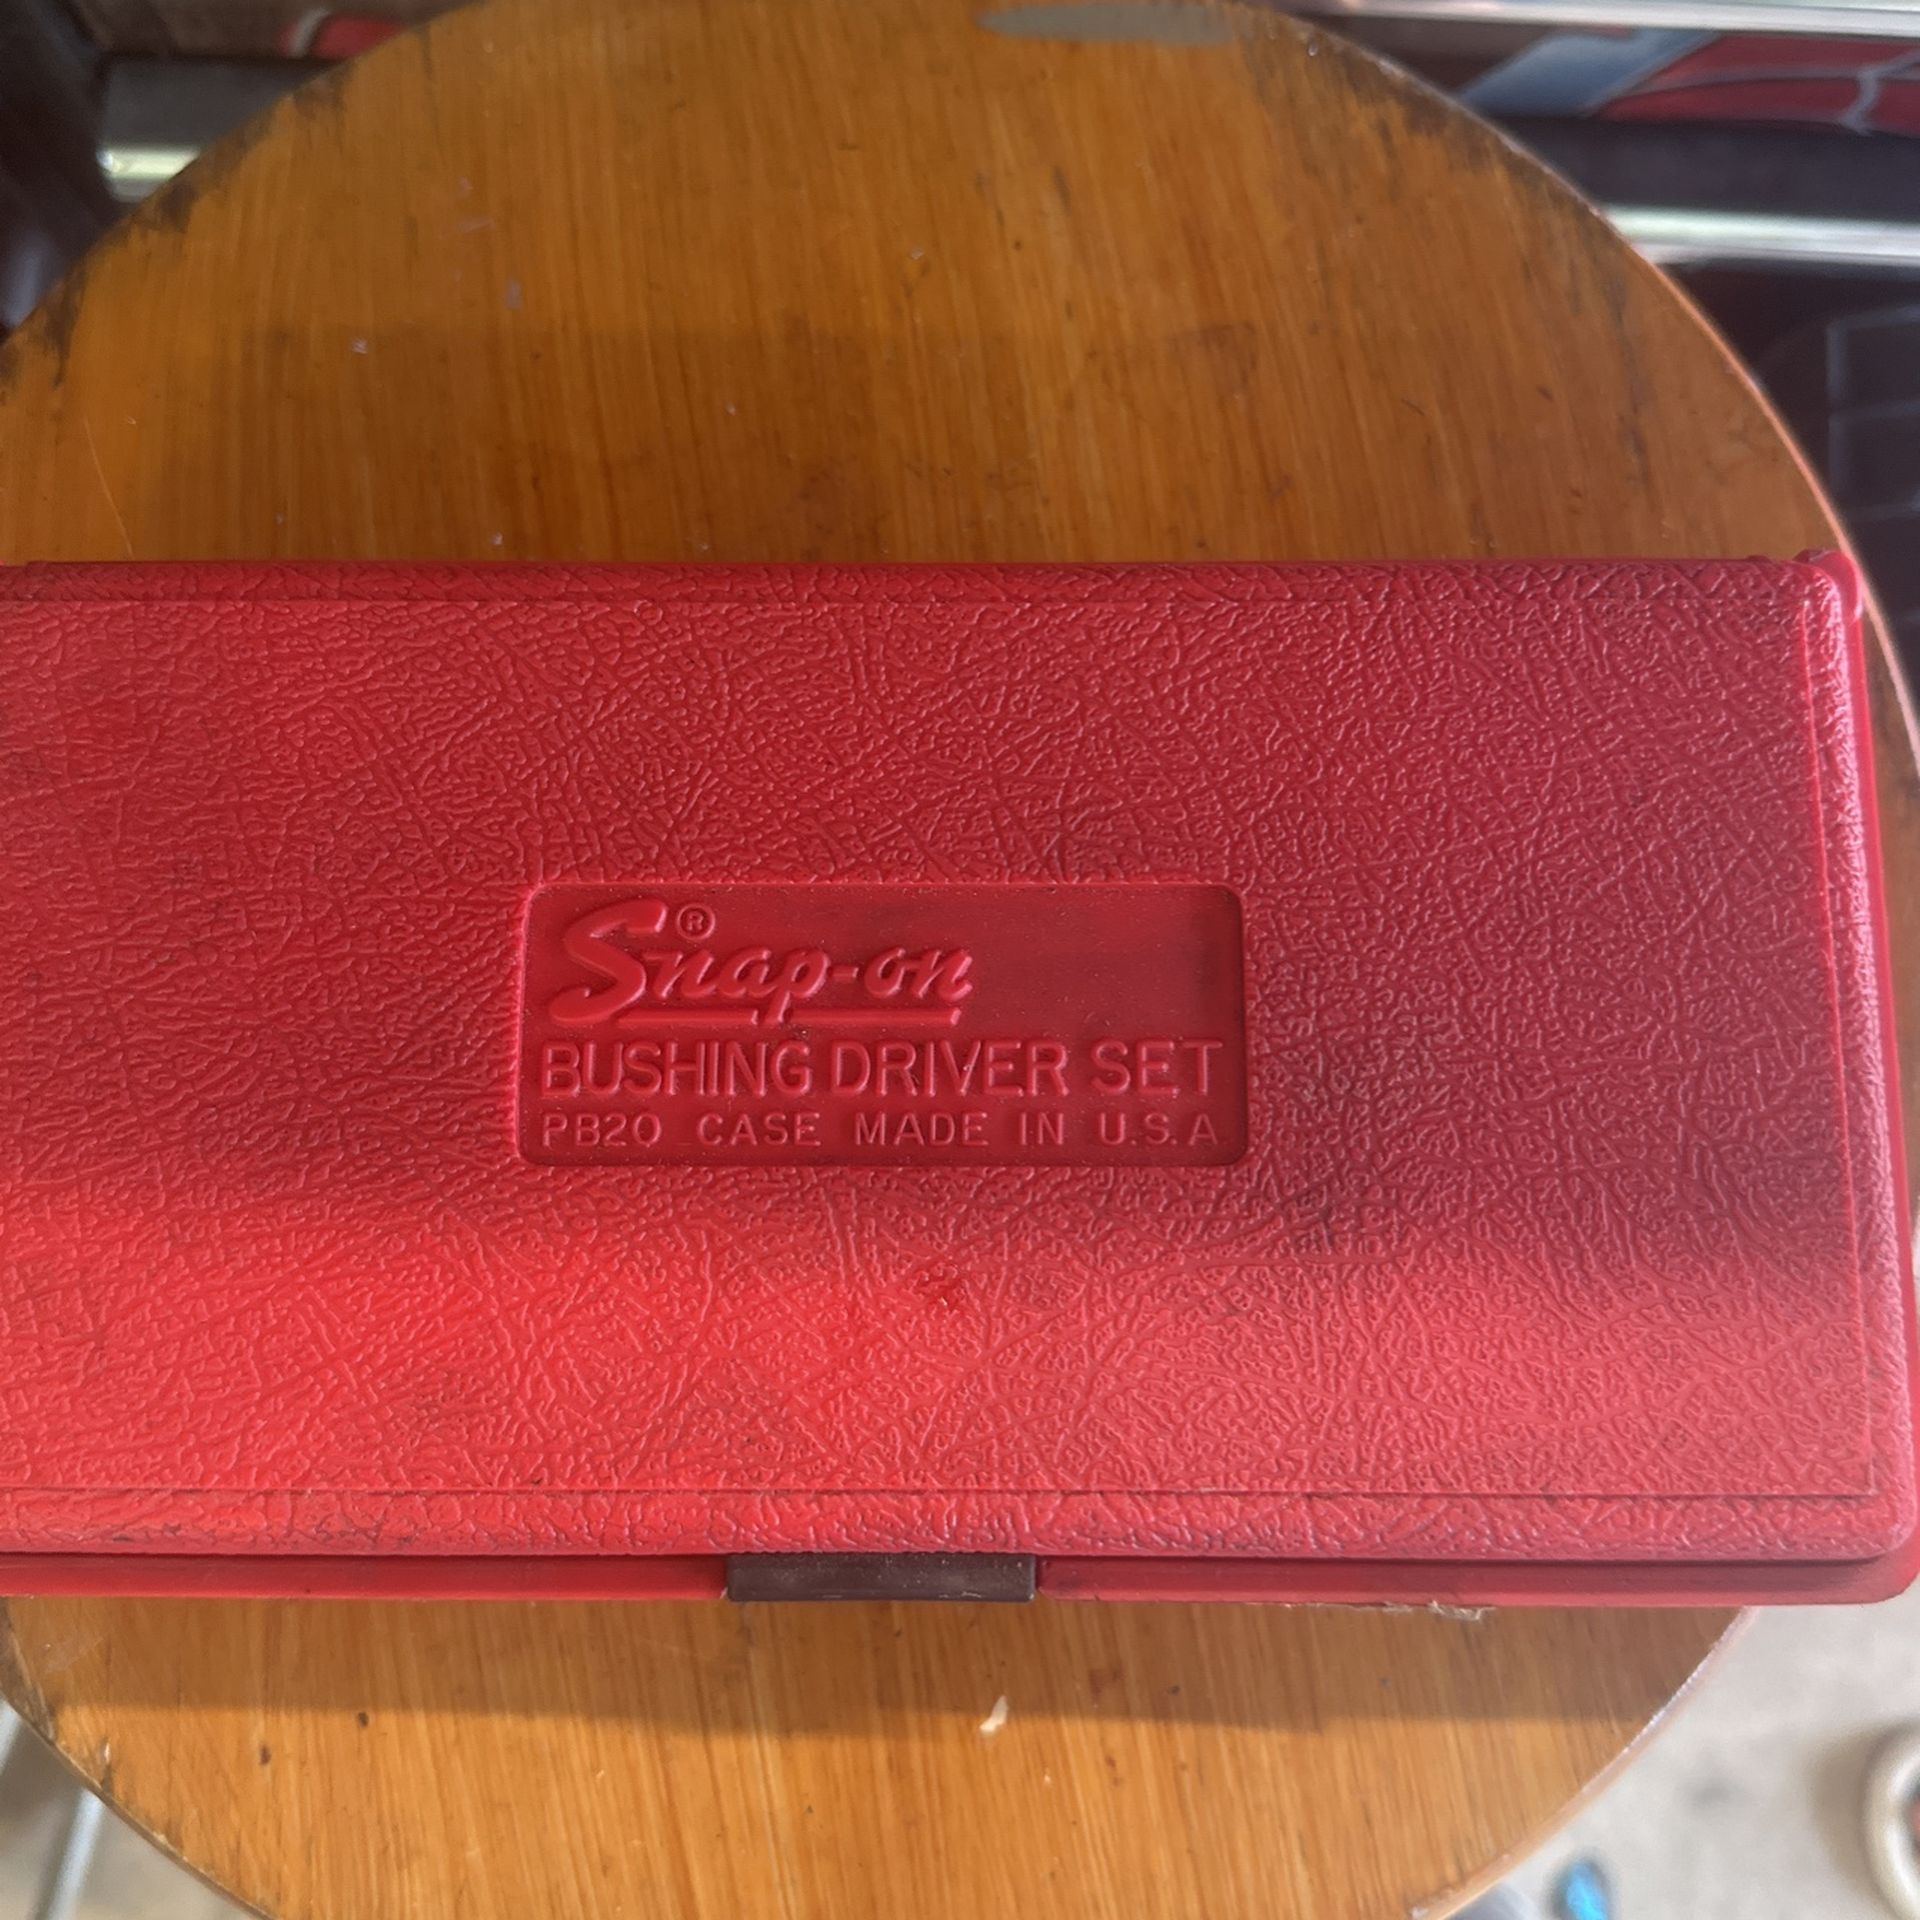 Snap-on®
BUSHING DRIVER SET
PB20 CASE MADE IN U.S.A.